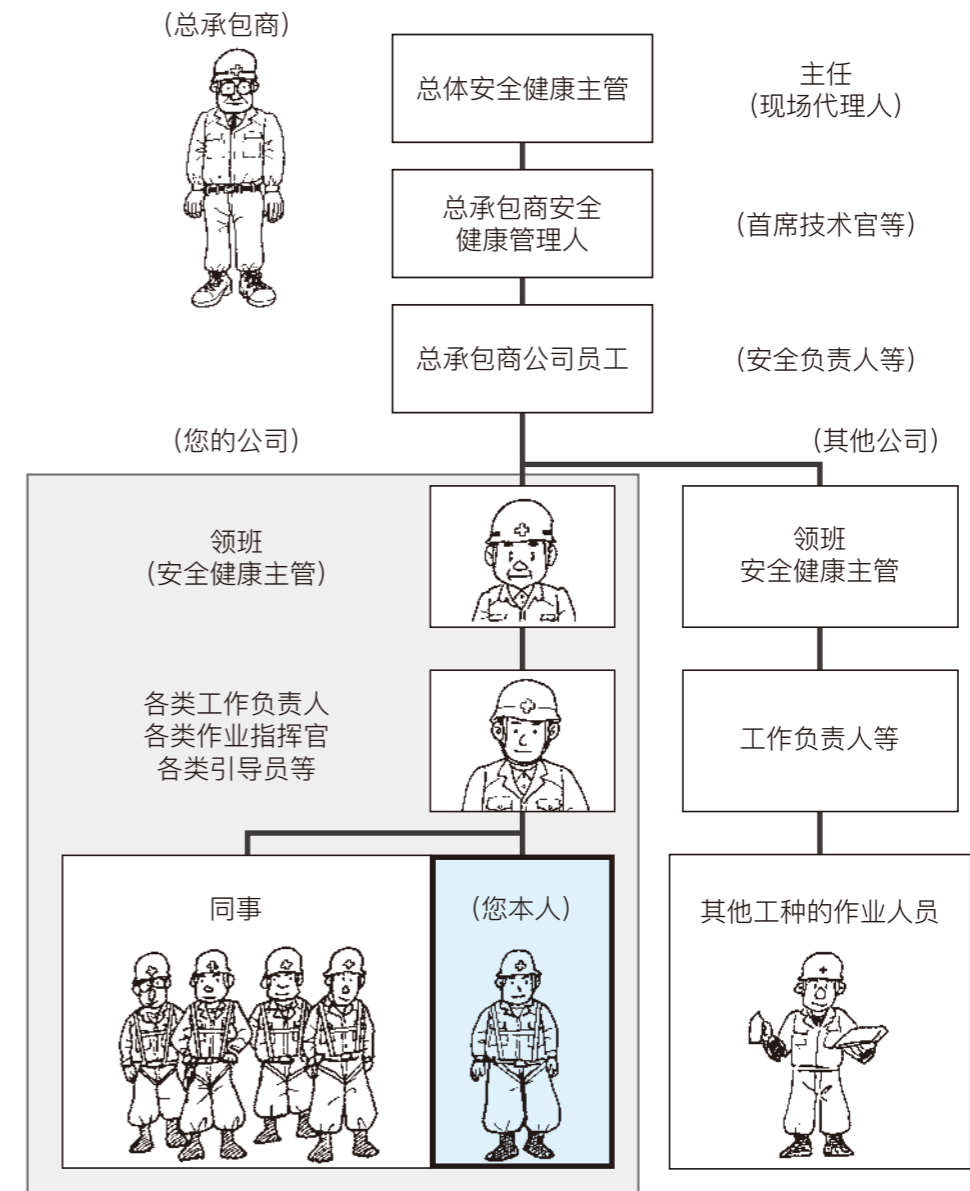 (总承包商)
总体安全健康主管
主任
(现场代理人)
总承包商安全
健康管理人
(首席技术官等)
总承包商公司员工
(安全负责人等)
(您的公司)
(其他公司)
领班
(安全健康主管)
领班
安全健康主管
各类工作负责人
各类作业指挥官
各类引导员等
工作负责人等
同事
(您本人)
其他工种的作业人员